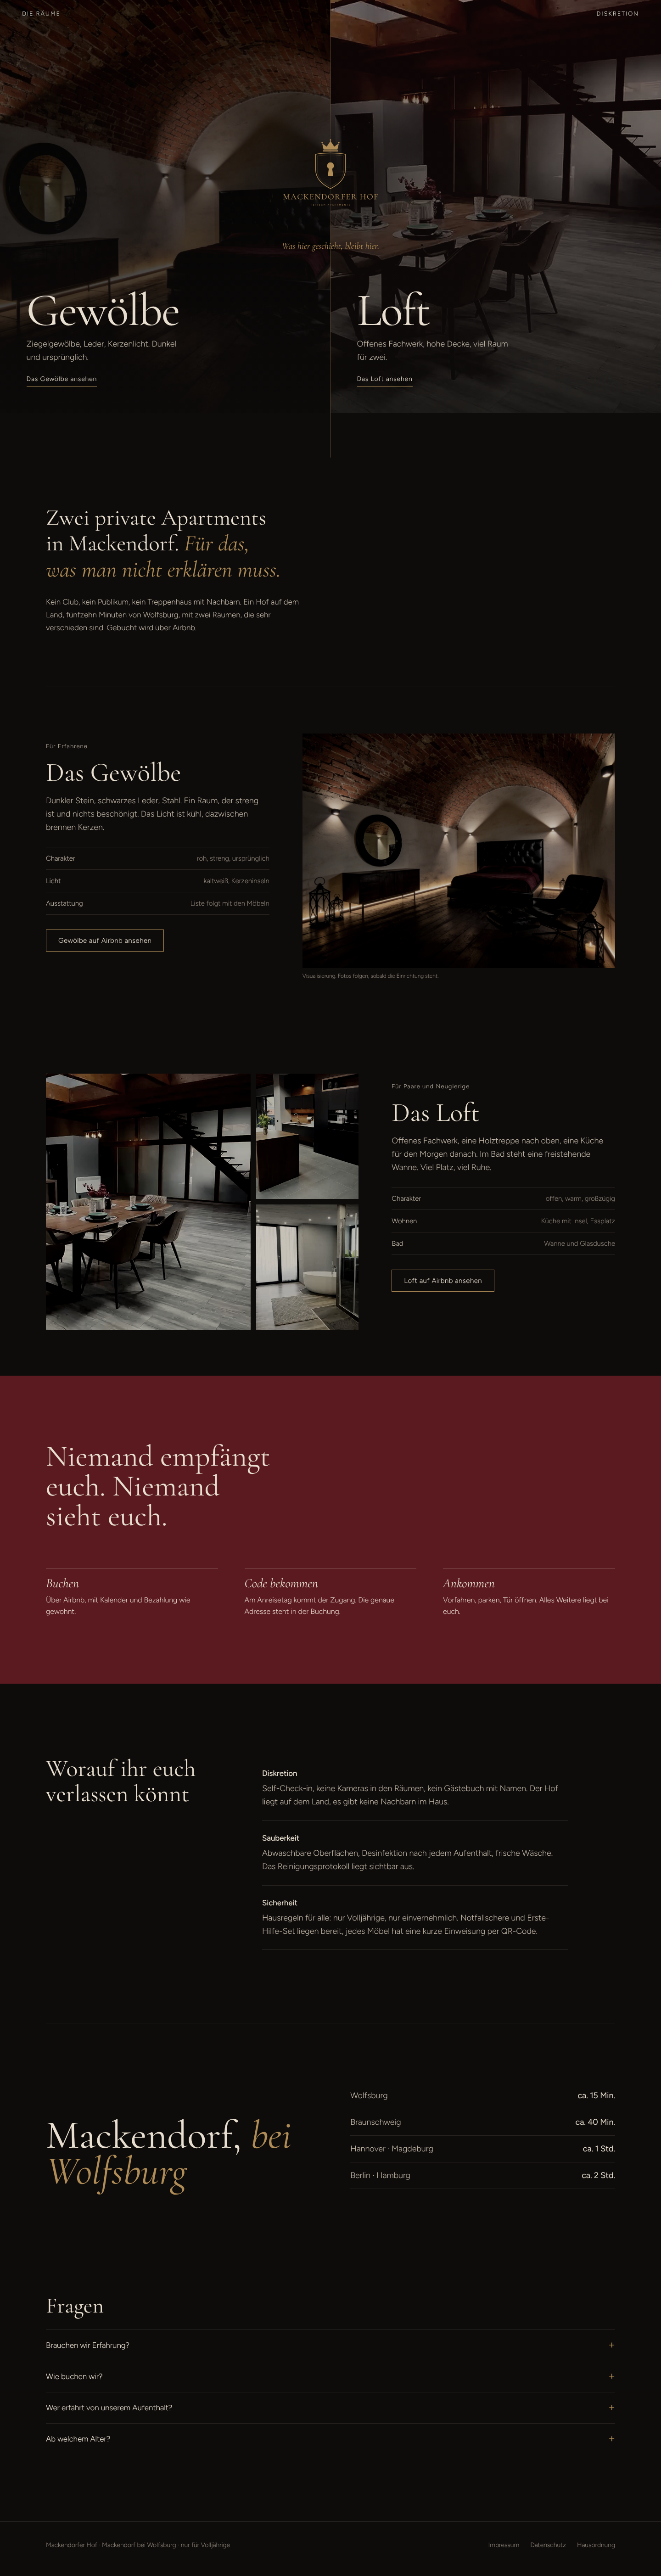 DIE RÄUME
DISKRETION
MACKENDORFER HOF
Was hier geschieht, bleibt hier.
Gewölbe
Ziegelgewölbe, Leder, Kerzenlicht. Dunkel
und ursprünglich.
Das Gewölbe ansehen
Loft
Offenes Fachwerk, hohe Decke, viel Raum
für zwei.
Das Loft ansehen
Zwei private Apartments
in Mackendorf. Für das,
was man nicht erklären muss.
Kein Club, kein Publikum, kein Treppenhaus mit Nachbarn. Ein Hof auf dem
Land, fünfzehn Minuten von Wolfsburg, mit zwei Räumen, die sehr
verschieden sind. Gebucht wird über Airbnb.
Für Erfahrene
Das Gewölbe
Dunkler Stein, schwarzes Leder, Stahl. Ein Raum, der streng
ist und nichts beschönigt. Das Licht ist kühl, dazwischen
brennen Kerzen.
Charakter roh, streng, ursprünglich
Licht kaltweiß, Kerzeninseln
Ausstattung Liste folgt mit den Möbeln
Gewölbe auf Airbnb ansehen
Visualisierung. Fotos folgen, sobald die Einrichtung steht.
Für Paare und Neugierige
Das Loft
Offenes Fachwerk, eine Holztreppe nach oben, eine Küche
für den Morgen danach. Im Bad steht eine freistehende
Wanne. Viel Platz, viel Ruhe.
Charakter offen, warm, großzügig
Wohnen Küche mit Insel, Essplatz
Bad Wanne und Glasdusche
Loft auf Airbnb ansehen
Niemand empfängt
euch. Niemand
sieht euch.
Buchen
Über Airbnb, mit Kalender und Bezahlung wie
gewohnt.
Code bekommen
Am Anreisetag kommt der Zugang. Die genaue
Adresse steht in der Buchung.
Ankommen
Vorfahren, parken, Tür öffnen. Alles Weitere liegt bei
euch.
Worauf ihr euch
verlassen könnt
Diskretion
Self-Check-in, keine Kameras in den Räumen, kein Gästebuch mit Namen. Der Hof
liegt auf dem Land, es gibt keine Nachbarn im Haus.
Sauberkeit
Abwaschbare Oberflächen, Desinfektion nach jedem Aufenthalt, frische Wäsche.
Das Reinigungsprotokoll liegt sichtbar aus.
Sicherheit
Hausregeln für alle: nur Volljährige, nur einvernehmlich. Notfallschere und Erste-
Hilfe-Set liegen bereit, jedes Möbel hat eine kurze Einweisung per QR-Code.
Mackendorf, bei
Wolfsburg
Wolfsburg ca. 15 Min.
Braunschweig ca. 40 Min.
Hannover · Magdeburg ca. 1 Std.
Berlin · Hamburg ca. 2 Std.
Fragen
Brauchen wir Erfahrung? +
Wie buchen wir? +
Wer erfährt von unserem Aufenthalt? +
Ab welchem Alter? +
Mackendorfer Hof · Mackendorf bei Wolfsburg · nur für Volljährige
Impressum Datenschutz Hausordnung